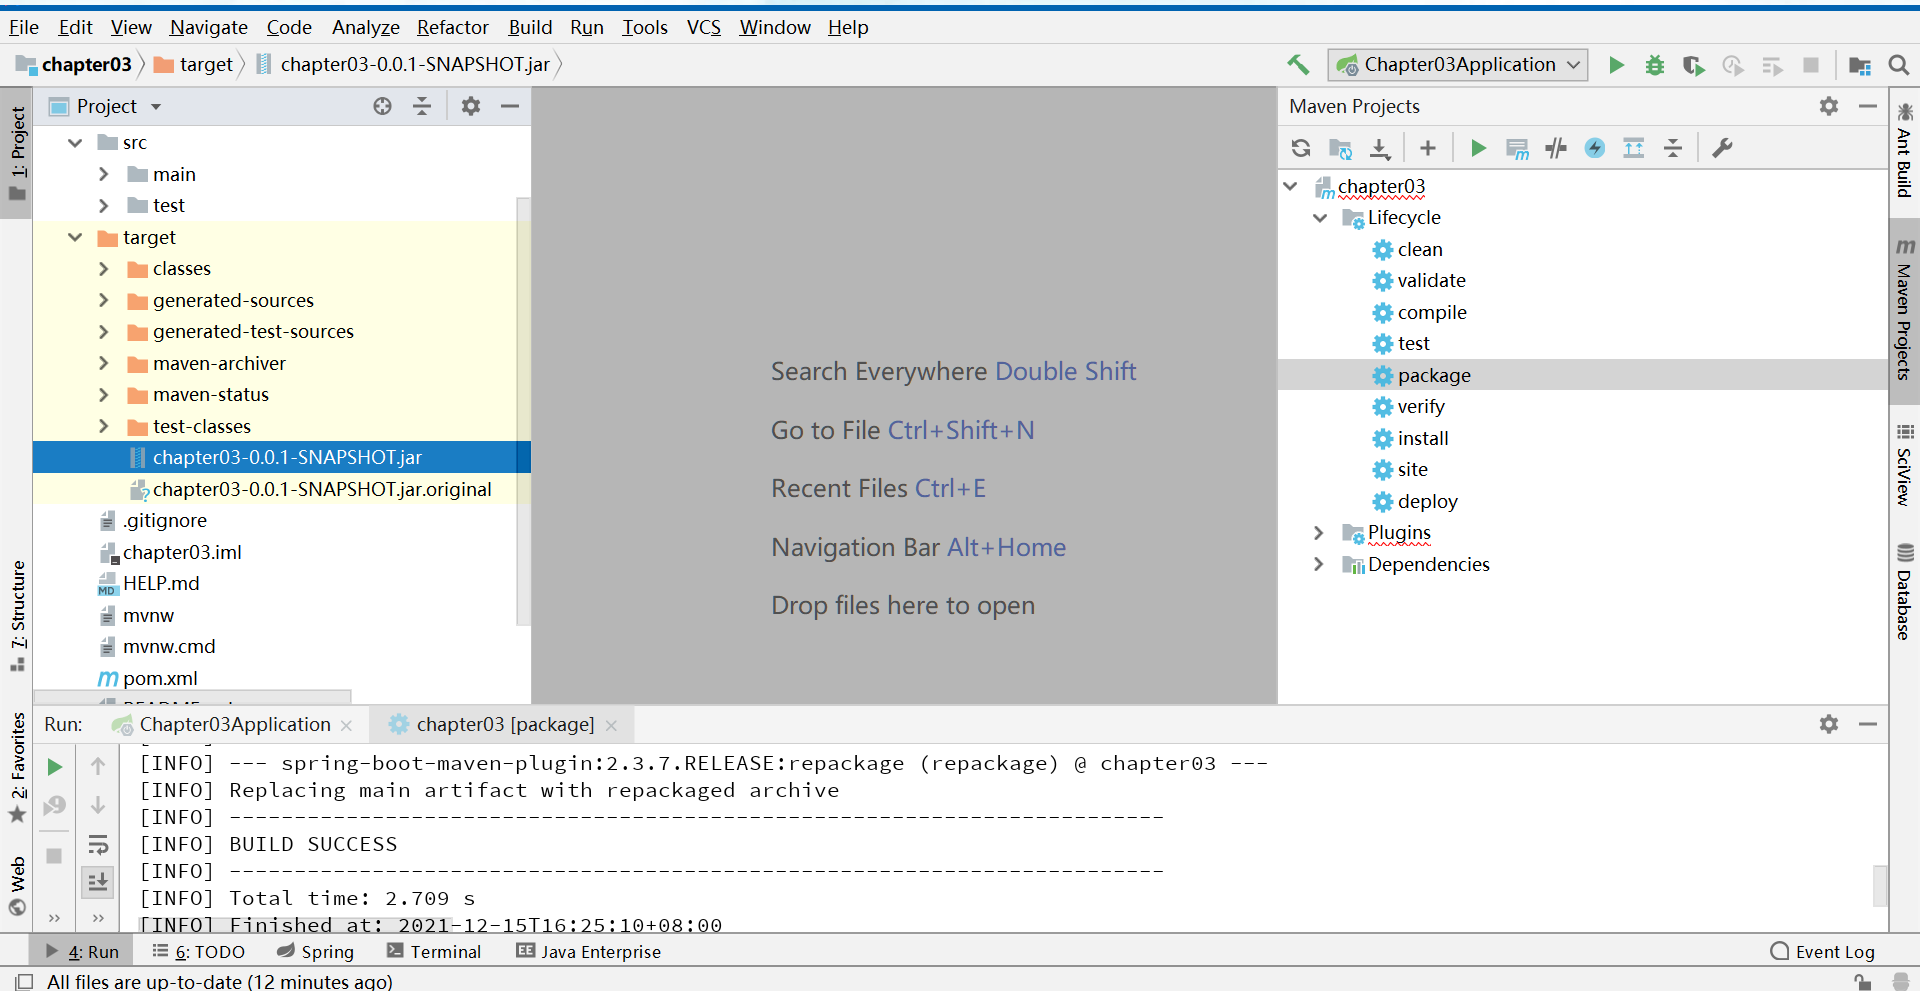 File Edit View Navigate Code Analyze Refactor Build Run Tools VCS Window Help
chapter03 target chapter03-0.0.1-SNAPSHOT.jar
Chapter03Application
1: Project
7: Structure
2: Favorites
Web
Project
src
main
test
target
classes
generated-sources
generated-test-sources
maven-archiver
maven-status
test-classes
chapter03-0.0.1-SNAPSHOT.jar
chapter03-0.0.1-SNAPSHOT.jar.original
.gitignore
chapter03.iml
HELP.md
mvnw
mvnw.cmd
pom.xml
Search Everywhere Double Shift
Go to File Ctrl+Shift+N
Recent Files Ctrl+E
Navigation Bar Alt+Home
Drop files here to open
Maven Projects
chapter03
Lifecycle
clean
validate
compile
test
package
verify
install
site
deploy
Plugins
Dependencies
Ant Build
Maven Projects
SciView
Database
Run: Chapter03Application chapter03 [package]
[INFO] --- spring-boot-maven-plugin:2.3.7.RELEASE:repackage (repackage) @ chapter03 ---
[INFO] Replacing main artifact with repackaged archive
[INFO] ------------------------------------------------------------------------
[INFO] BUILD SUCCESS
[INFO] ------------------------------------------------------------------------
[INFO] Total time: 2.709 s
[INFO] Finished at: 2021-12-15T16:25:10+08:00
4: Run 6: TODO Spring Terminal Java Enterprise Event Log
All files are up-to-date (12 minutes ago)